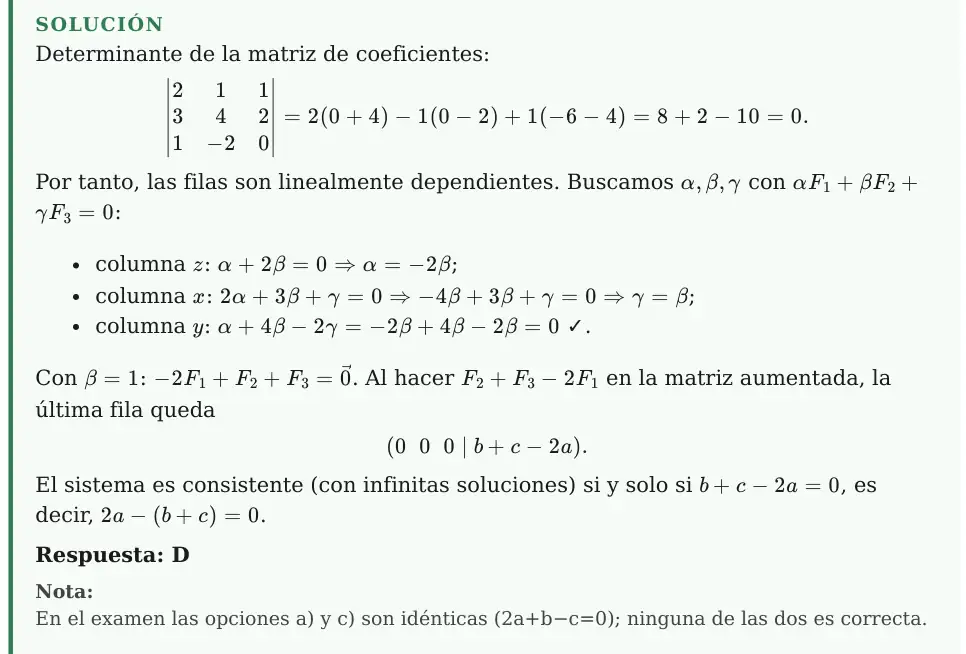 SOLUCIÓN
Determinante de la matriz de coeficientes:
|2 1 1|
|3 4 2| = 2(0 + 4) − 1(0 − 2) + 1(−6 − 4) = 8 + 2 − 10 = 0.
|1 −2 0|
Por tanto, las filas son linealmente dependientes. Buscamos α, β, γ con αF₁ + βF₂ +
γF₃ = 0:
• columna z: α + 2β = 0 ⇒ α = −2β;
• columna x: 2α + 3β + γ = 0 ⇒ −4β + 3β + γ = 0 ⇒ γ = β;
• columna y: α + 4β − 2γ = −2β + 4β − 2β = 0 ✓.
Con β = 1: −2F₁ + F₂ + F₃ = 0⃗. Al hacer F₂ + F₃ − 2F₁ en la matriz aumentada, la
última fila queda
(0 0 0 | b + c − 2a).
El sistema es consistente (con infinitas soluciones) si y solo si b + c − 2a = 0, es
decir, 2a − (b + c) = 0.
Respuesta: D
Nota:
En el examen las opciones a) y c) son idénticas (2a+b−c=0); ninguna de las dos es correcta.